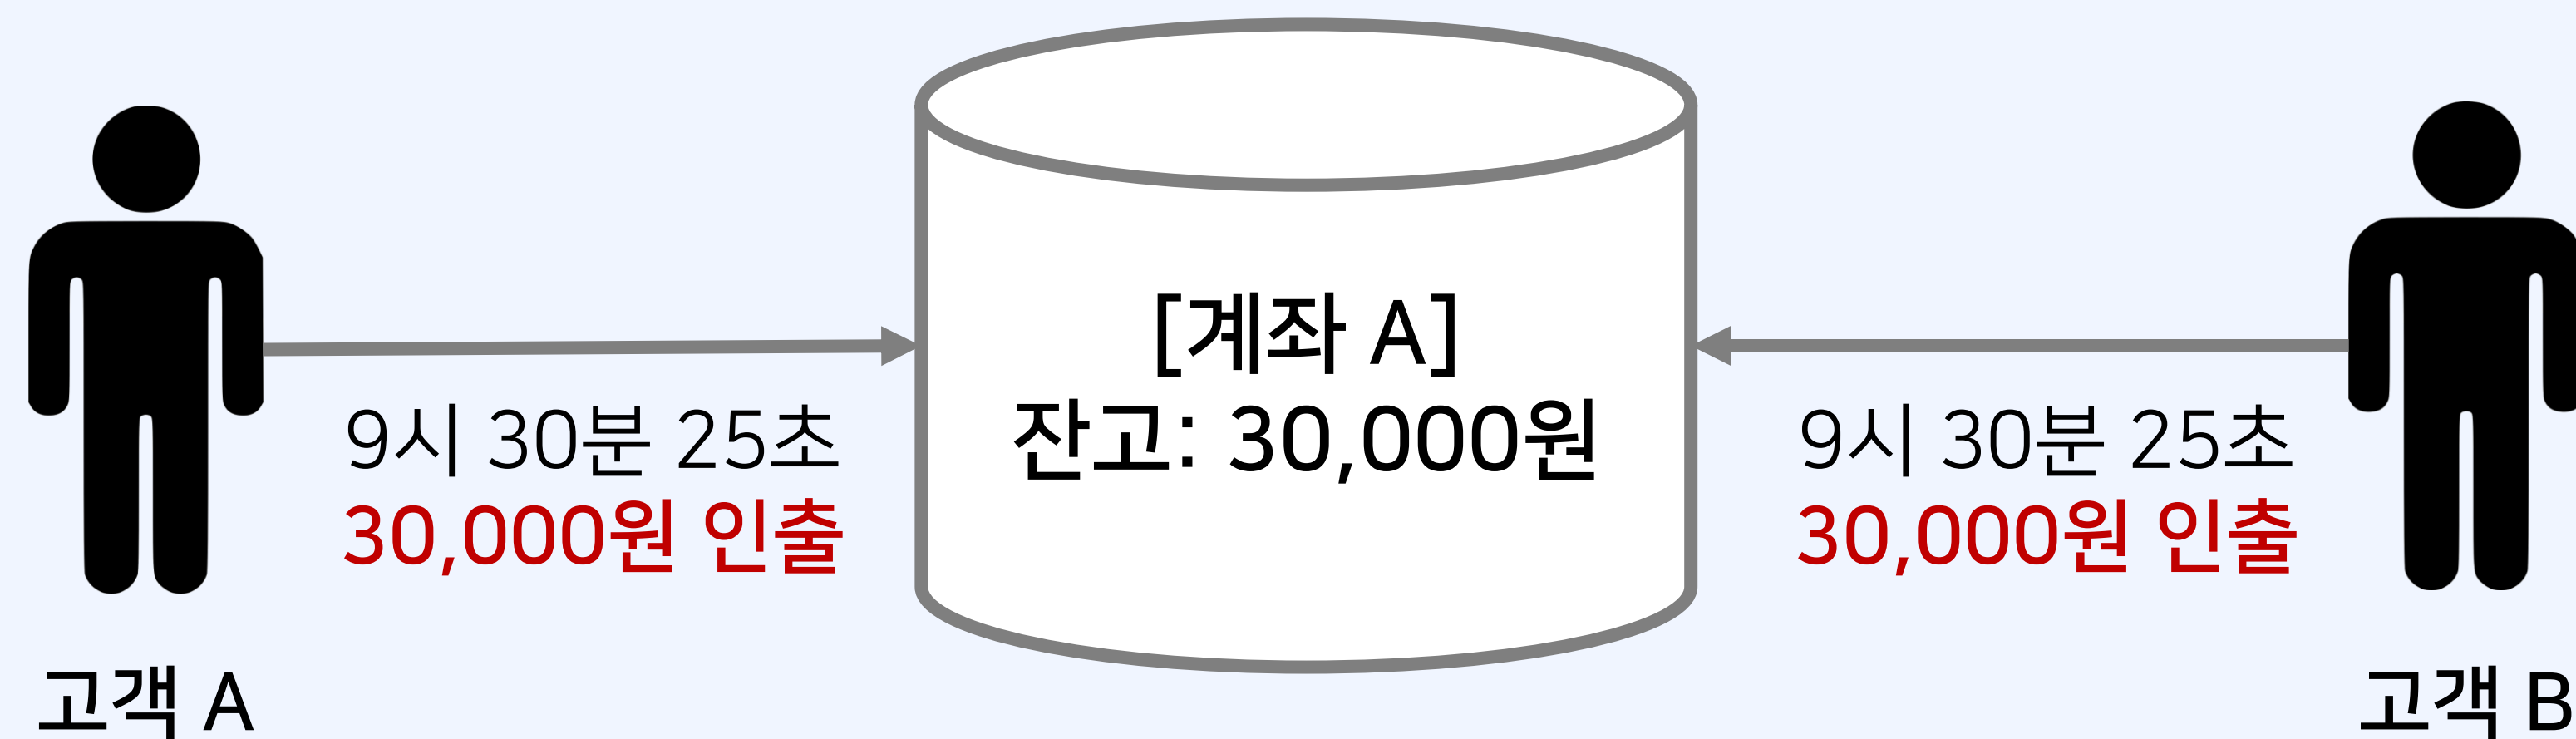 [계좌 A]
잔고: 30,000원
9시 30분 25초
30,000원 인출
9시 30분 25초
30,000원 인출
고객 A
고객 B